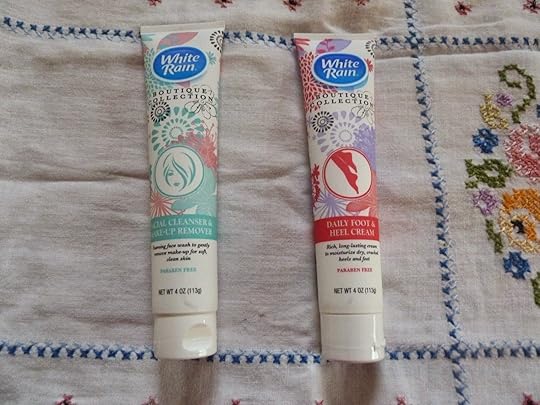 White
Rain
BOUTIQUE
COLLECTION
CIAL CLEANSER &
AKE-UP REMOVER
Foaming face wash to gently
remove make-up for soft,
clean skin
PARABEN FREE
NET WT 4 OZ (113g)
White
Rain
BOUTIQUE
COLLECTION
DAILY FOOT &
HEEL CREAM
Rich, long-lasting cream
to moisturize dry, cracked
heels and feet
PARABEN FREE
NET WT 4 OZ (113g)